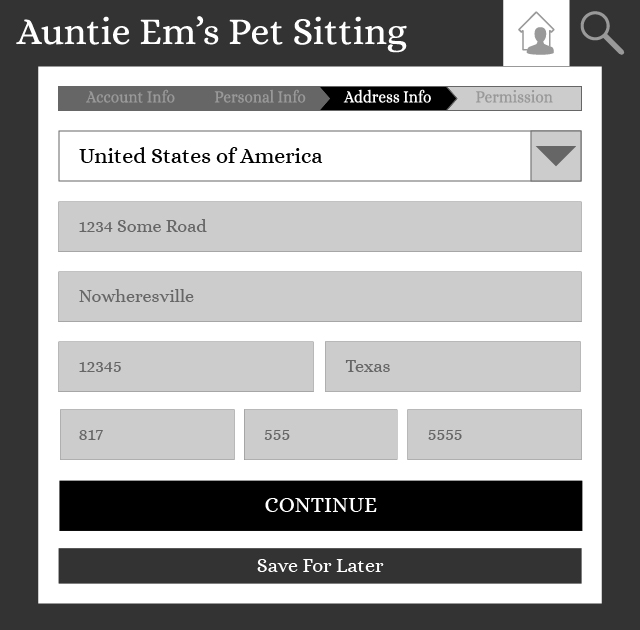 Auntie Em's Pet Sitting
Account Info Personal Info Address Info Permission
United States of America
1234 Some Road
Nowheresville
12345 Texas
817 555 5555
CONTINUE
Save For Later